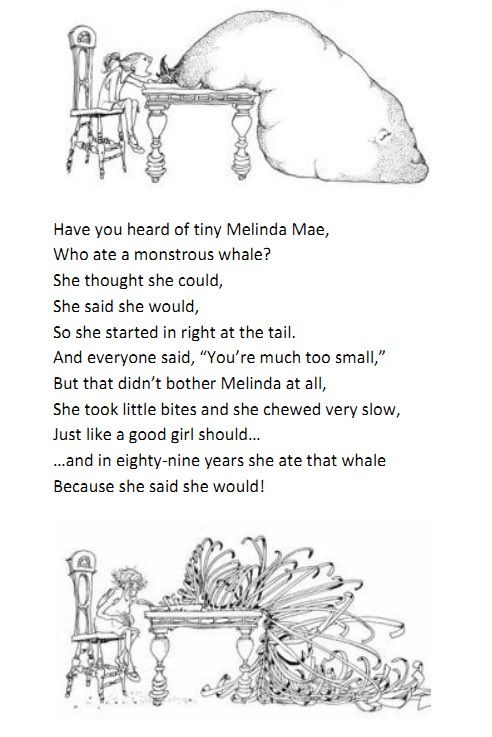 Have you heard of tiny Melinda Mae,
Who ate a monstrous whale?
She thought she could,
She said she would,
So she started in right at the tail.
And everyone said, “You’re much too small,”
But that didn’t bother Melinda at all,
She took little bites and she chewed very slow,
Just like a good girl should…
…and in eighty-nine years she ate that whale
Because she said she would!